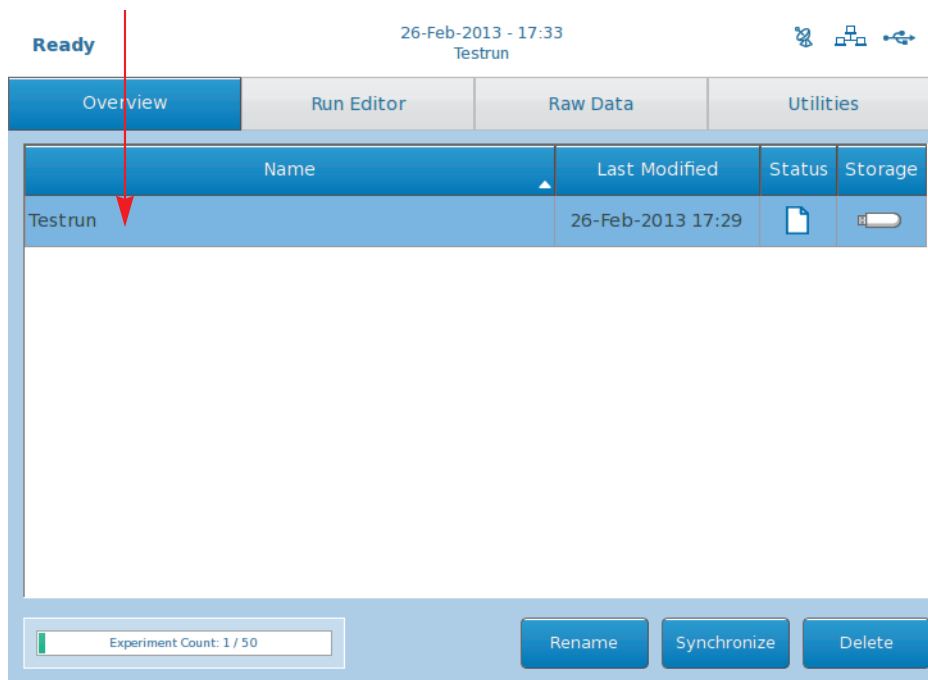 Ready
26-Feb-2013 - 17:33
Testrun
Overview Run Editor Raw Data Utilities
Name Last Modified Status Storage
Testrun 26-Feb-2013 17:29
Experiment Count: 1 / 50
Rename Synchronize Delete